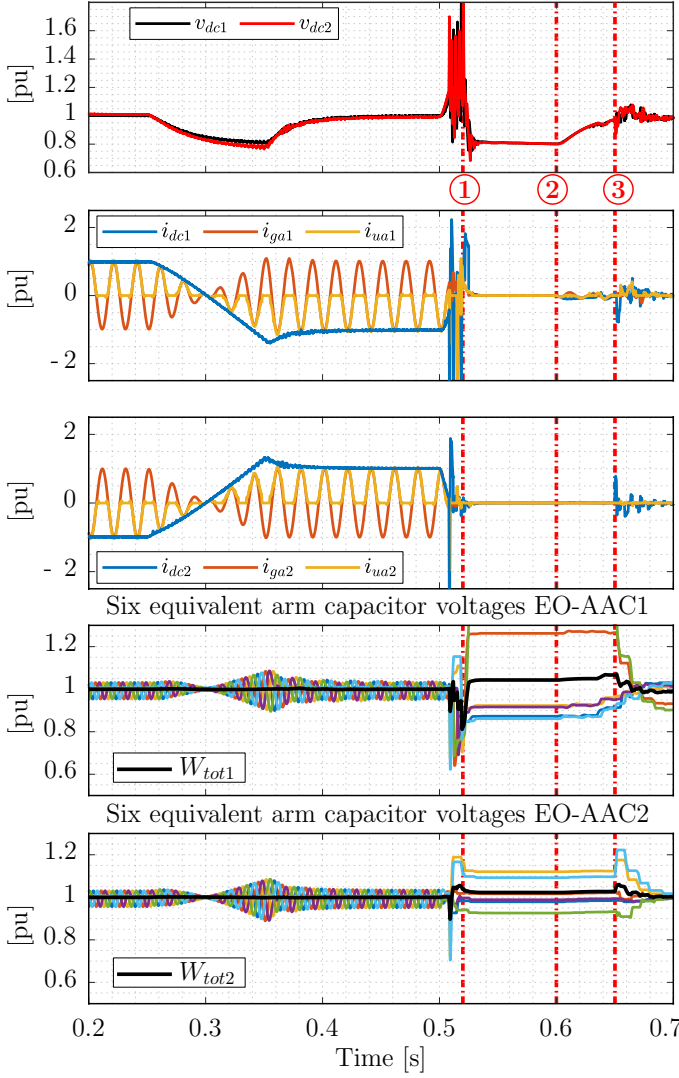 v_dc1 v_dc2
[pu]
1.6
1.4
1.2
1
0.8
0.6
① ② ③
i_dc1 i_ga1 i_ua1
[pu]
2
0
- 2
[pu]
2
0
- 2
i_dc2 i_ga2 i_ua2
Six equivalent arm capacitor voltages EO-AAC1
[pu]
1.2
1
0.8
0.6
W_tot1
Six equivalent arm capacitor voltages EO-AAC2
[pu]
1.2
1
0.8
0.6
W_tot2
0.2 0.3 0.4 0.5 0.6 0.7
Time [s]